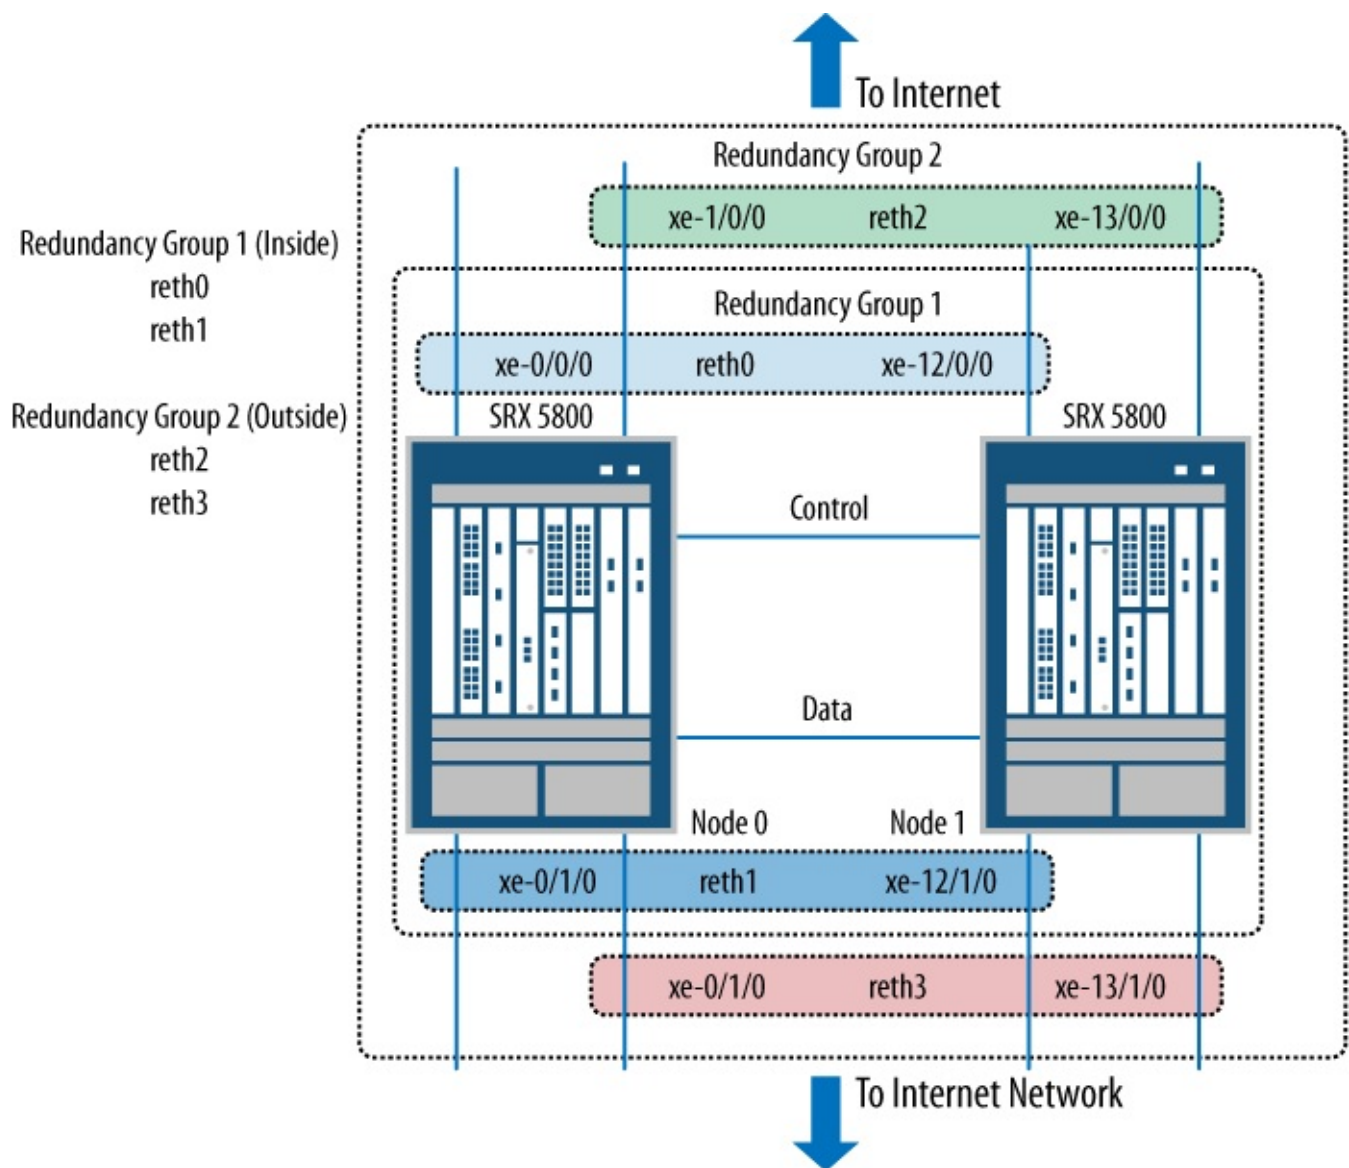 To Internet
Redundancy Group 2
xe-1/0/0 reth2 xe-13/0/0
Redundancy Group 1 (Inside)
reth0
reth1
Redundancy Group 2 (Outside)
reth2
reth3
Redundancy Group 1
xe-0/0/0 reth0 xe-12/0/0
SRX 5800 SRX 5800
Control
Data
Node 0 Node 1
xe-0/1/0 reth1 xe-12/1/0
xe-0/1/0 reth3 xe-13/1/0
To Internet Network